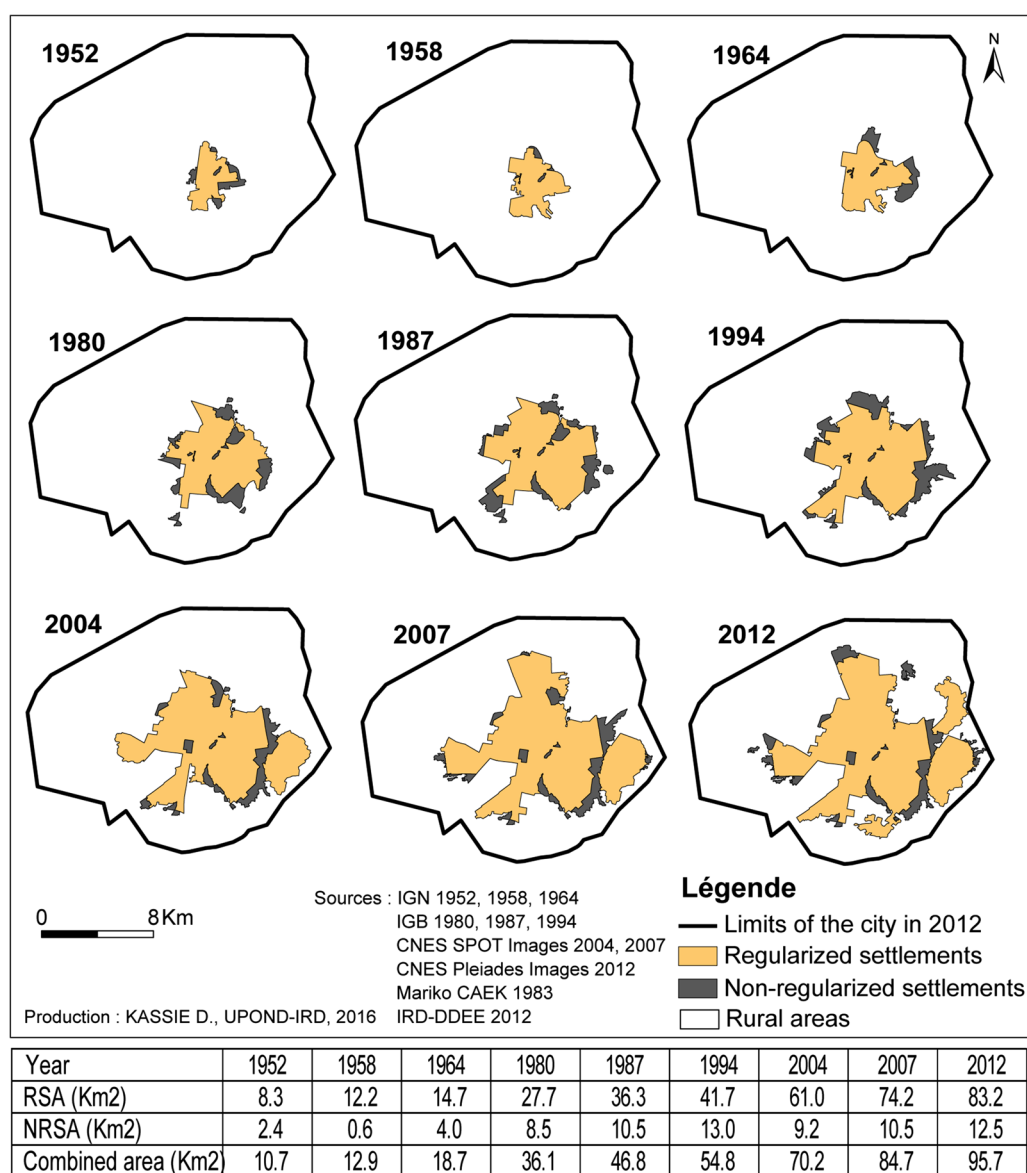 1952
1958
1964
N
1980
1987
1994
2004
2007
2012
0 8 Km
Sources : IGN 1952, 1958, 1964
IGB 1980, 1987, 1994
CNES SPOT Images 2004, 2007
CNES Pleiades Images 2012
Mariko CAEK 1983
IRD-DDEE 2012
Production : KASSIE D., UPOND-IRD, 2016
Légende
Limits of the city in 2012
Regularized settlements
Non-regularized settlements
Rural areas
Year 1952 1958 1964 1980 1987 1994 2004 2007 2012
RSA (Km2) 8.3 12.2 14.7 27.7 36.3 41.7 61.0 74.2 83.2
NRSA (Km2) 2.4 0.6 4.0 8.5 10.5 13.0 9.2 10.5 12.5
Combined area (Km2) 10.7 12.9 18.7 36.1 46.8 54.8 70.2 84.7 95.7